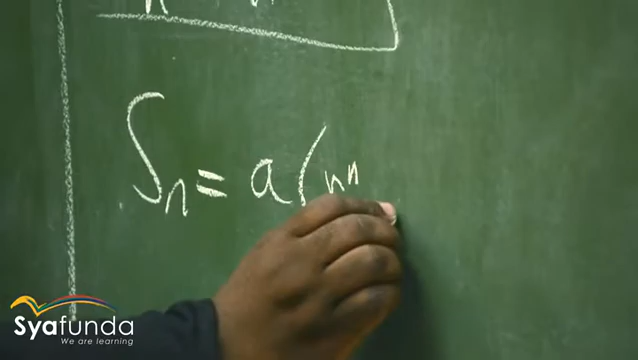 Sn = a(n^n
Syafunda
We are learning